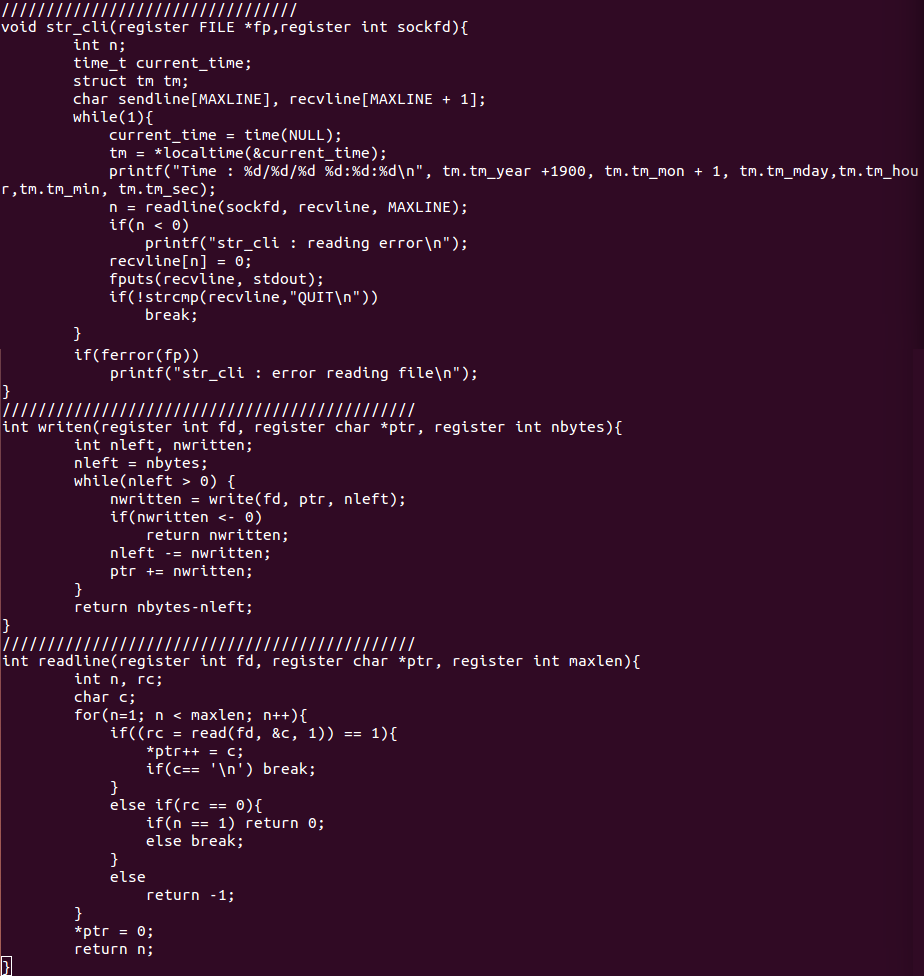 /////////////////////////////////
void str_cli(register FILE *fp,register int sockfd){
        int n;
        time_t current_time;
        struct tm tm;
        char sendline[MAXLINE], recvline[MAXLINE + 1];
        while(1){
            current_time = time(NULL);
            tm = *localtime(&current_time);
            printf("Time : %d/%d/%d %d:%d:%d\n", tm.tm_year +1900, tm.tm_mon + 1, tm.tm_mday,tm.tm_hou
r,tm.tm_min, tm.tm_sec);
            n = readline(sockfd, recvline, MAXLINE);
            if(n < 0)
                printf("str_cli : reading error\n");
            recvline[n] = 0;
            fputs(recvline, stdout);
            if(!strcmp(recvline,"QUIT\n"))
                break;
        }
        if(ferror(fp))
            printf("str_cli : error reading file\n");
}
//////////////////////////////////////////////
int writen(register int fd, register char *ptr, register int nbytes){
        int nleft, nwritten;
        nleft = nbytes;
        while(nleft > 0) {
            nwritten = write(fd, ptr, nleft);
            if(nwritten <- 0)
                return nwritten;
            nleft -= nwritten;
            ptr += nwritten;
        }
        return nbytes-nleft;
}
//////////////////////////////////////////////
int readline(register int fd, register char *ptr, register int maxlen){
        int n, rc;
        char c;
        for(n=1; n < maxlen; n++){
            if((rc = read(fd, &c, 1)) == 1){
                *ptr++ = c;
                if(c== '\n') break;
            }
            else if(rc == 0){
                if(n == 1) return 0;
                else break;
            }
            else
                return -1;
        }
        *ptr = 0;
        return n;
}